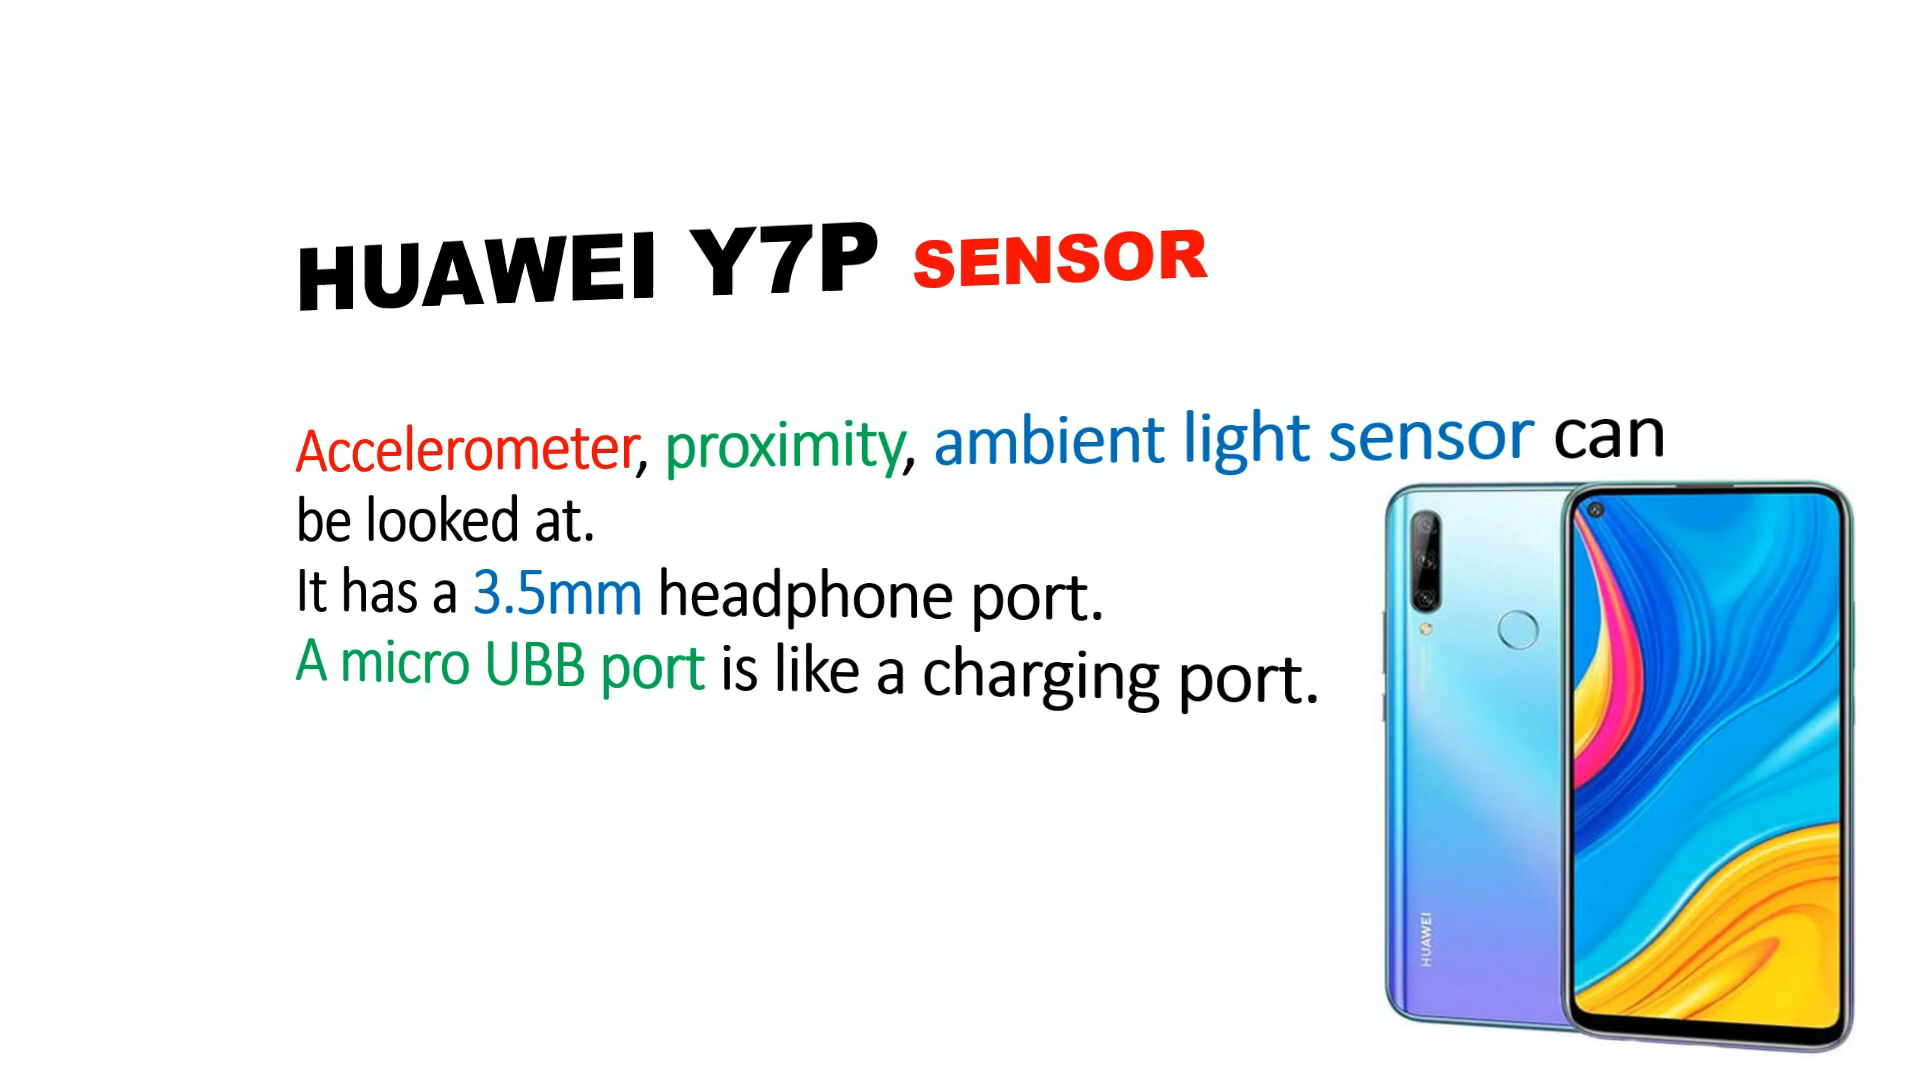 HUAWEI Y7P SENSOR
Accelerometer, proximity, ambient light sensor can
be looked at.
It has a 3.5mm headphone port.
A micro UBB port is like a charging port.
HUAWEI